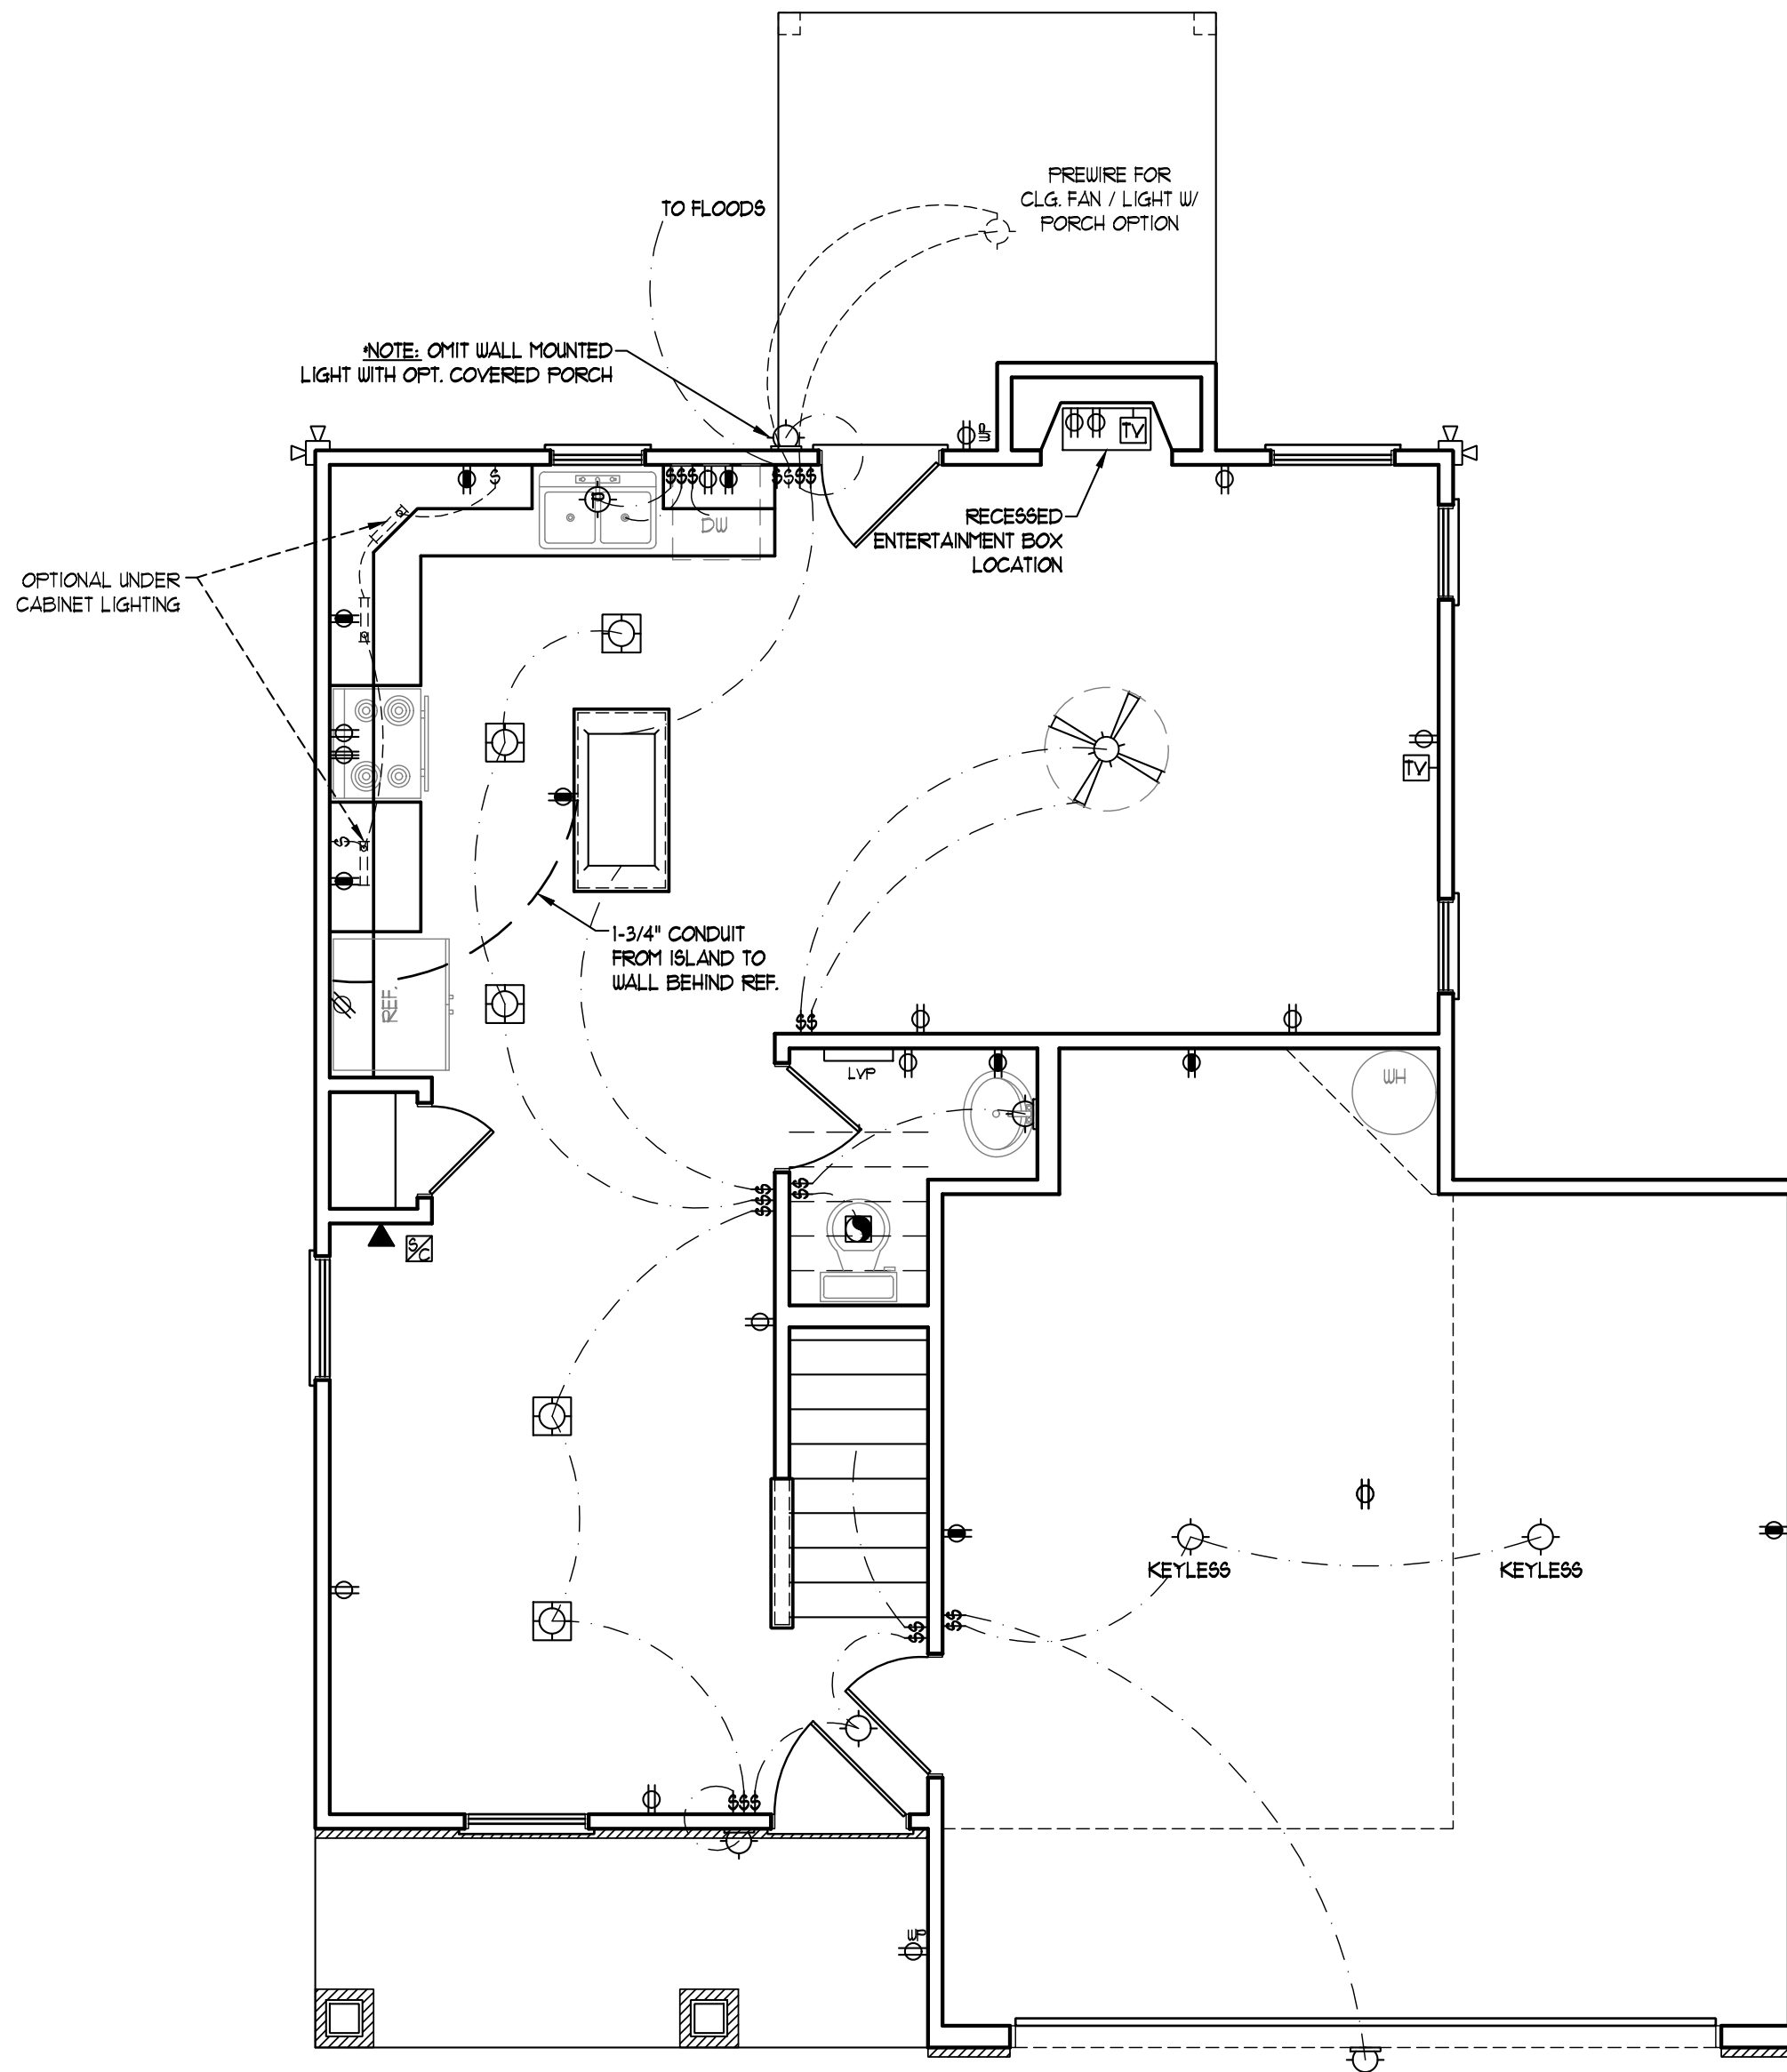 PREWIRE FOR
CLG. FAN / LIGHT W/
PORCH OPTION
TO FLOODS
*NOTE: OMIT WALL MOUNTED
LIGHT WITH OPT. COVERED PORCH
WP
TV
$
P
$$$
$$$$
DW
RECESSED
ENTERTAINMENT BOX
LOCATION
OPTIONAL UNDER
CABINET LIGHTING
TV
$
1-3/4" CONDUIT
FROM ISLAND TO
WALL BEHIND REF.
REF.
$$
LVP
WH
$$
$$$
S/C
KEYLESS
KEYLESS
$$
$$
$$$
WP